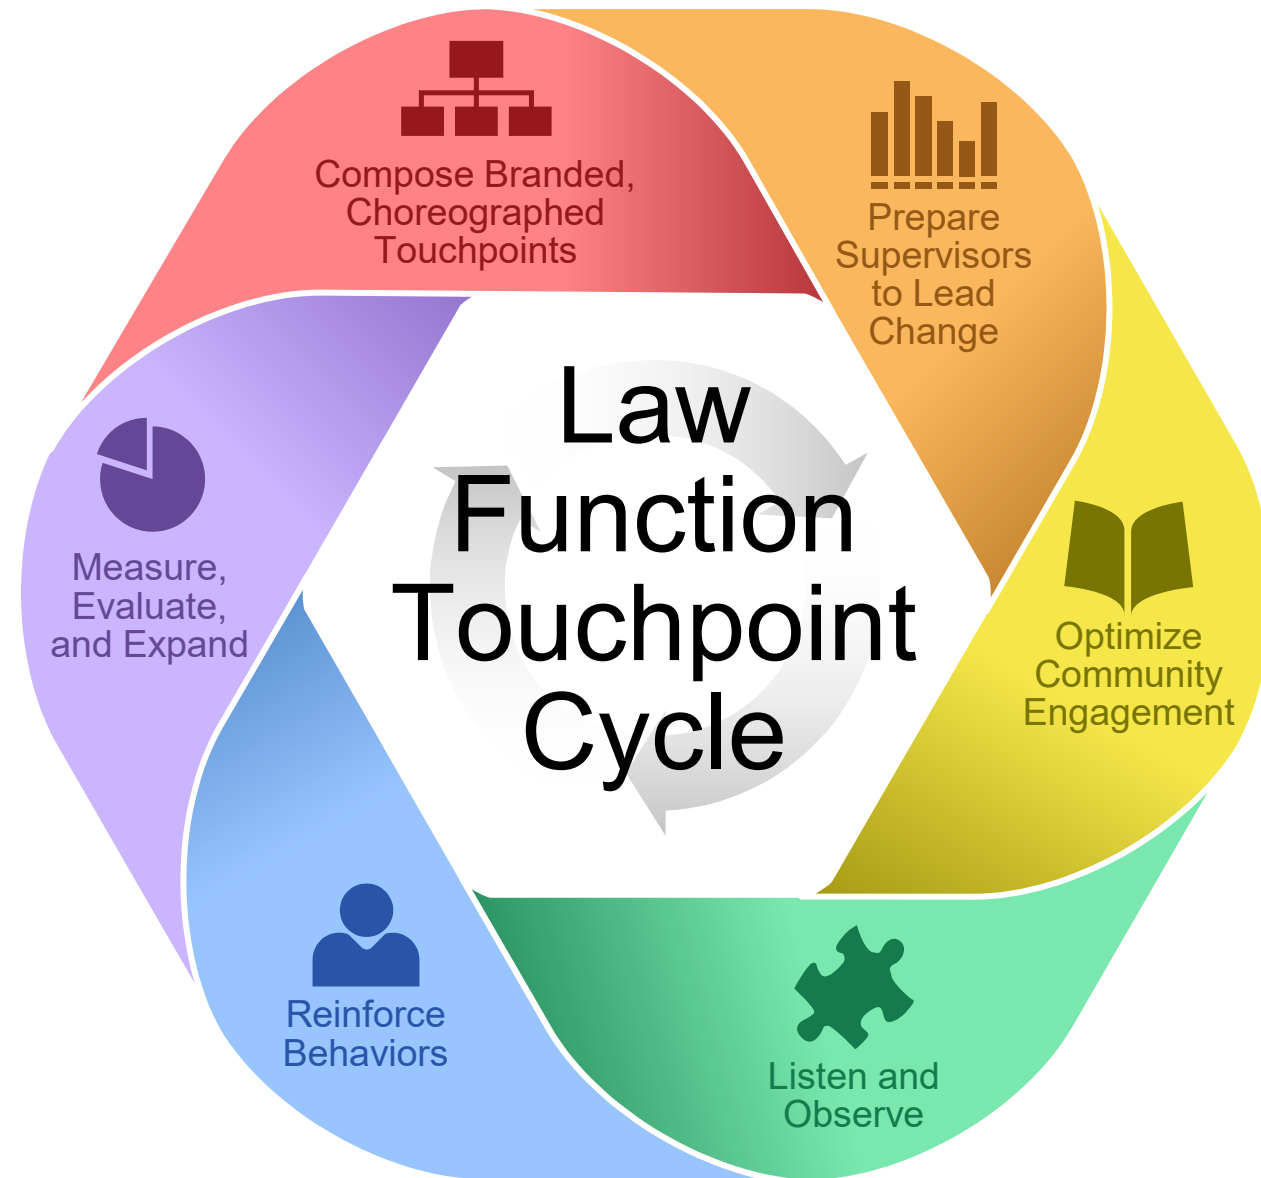 Compose Branded,
Choreographed
Touchpoints
Prepare
Supervisors
to Lead
Change
Optimize
Community
Engagement
Listen and
Observe
Reinforce
Behaviors
Measure,
Evaluate,
and Expand
Law
Function
Touchpoint
Cycle